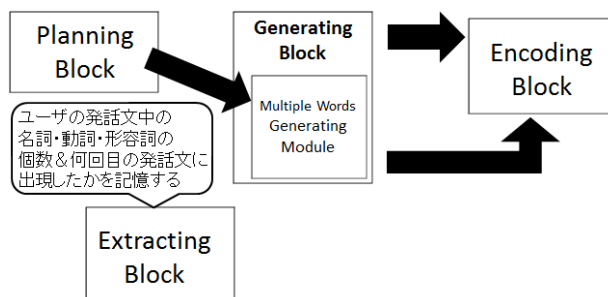 Planning
Block
Generating
Block
Multiple Words
Generating
Module
Encoding
Block
ユーザの発話文中の
名詞・動詞・形容詞の
個数&何回目の発話文に
出現したかを記憶する
Extracting
Block